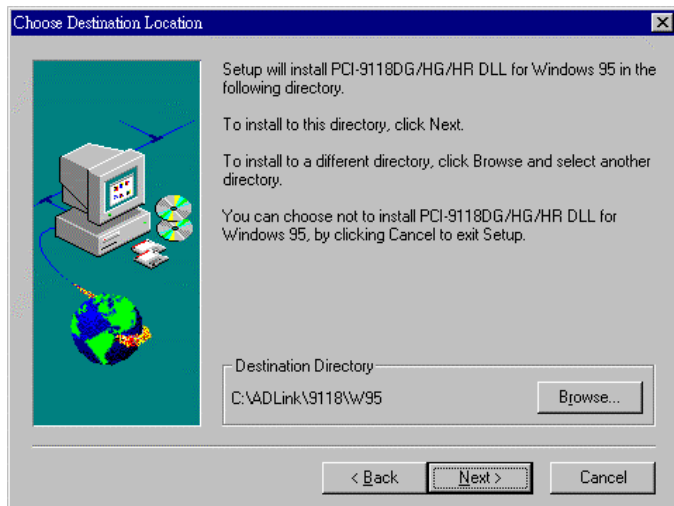 Choose Destination Location
Setup will install PCI-9118DG/HG/HR DLL for Windows 95 in the
following directory.
To install to this directory, click Next.
To install to a different directory, click Browse and select another
directory.
You can choose not to install PCI-9118DG/HG/HR DLL for
Windows 95, by clicking Cancel to exit Setup.
Destination Directory
C:\ADLink\9118\W95
Browse...
< Back
Next >
Cancel